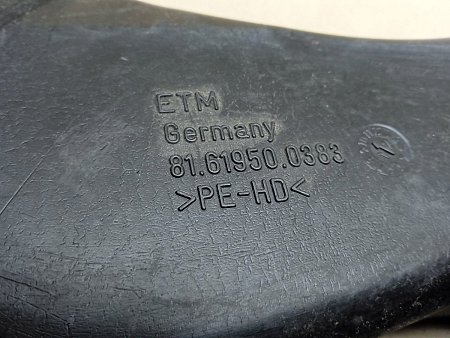 ETM
Germany
81.61950.0383
>PE-HD<